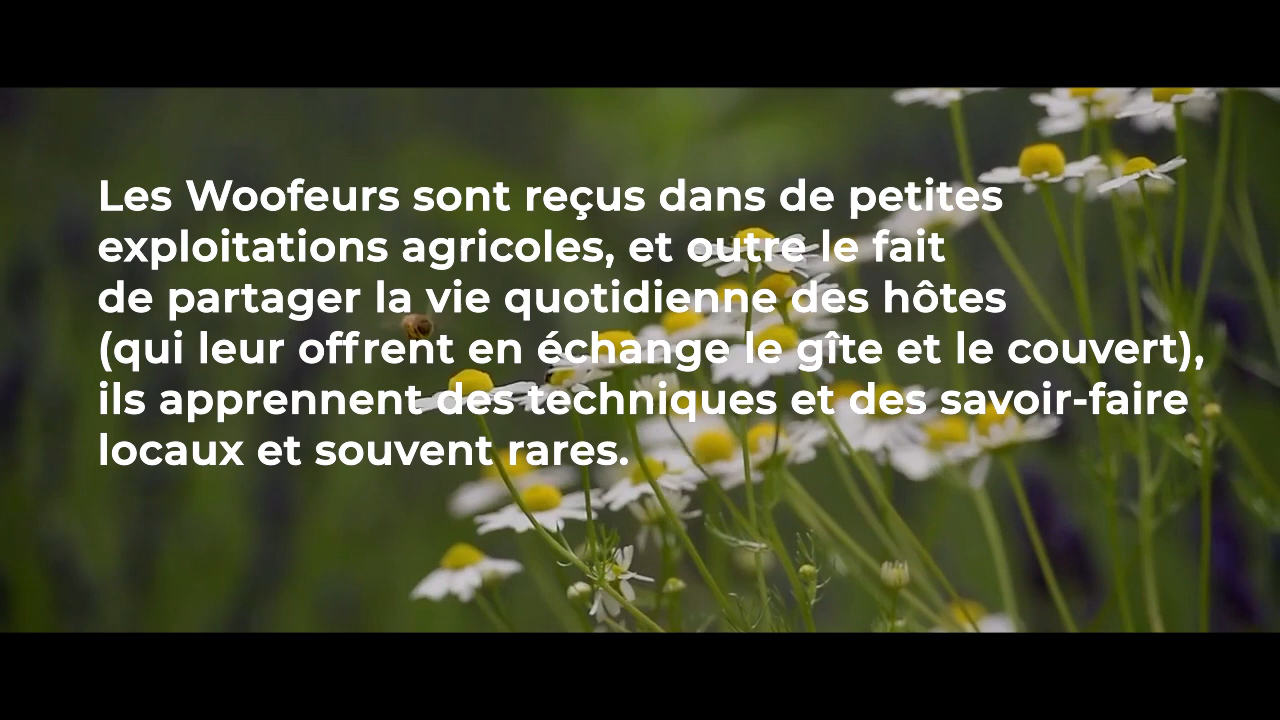 Les Woofeurs sont reçus dans de petites
exploitations agricoles, et outre le fait
de partager la vie quotidienne des hôtes
(qui leur offrent en échange le gîte et le couvert),
ils apprennent des techniques et des savoir-faire
locaux et souvent rares.